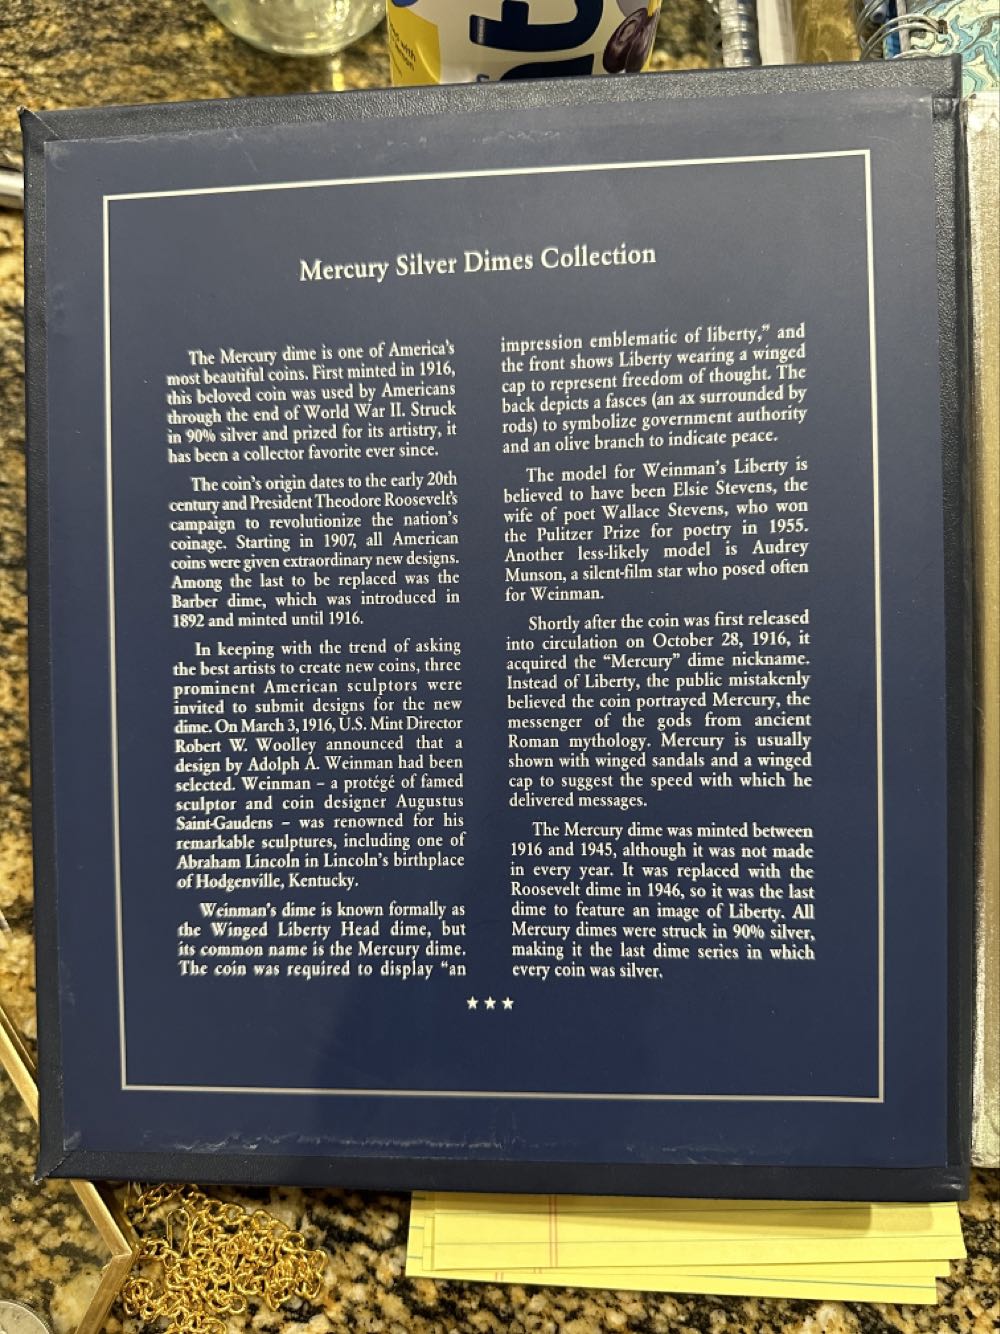 Mercury Silver Dimes Collection
The Mercury dime is one of America's
most beautiful coins. First minted in 1916,
this beloved coin was used by Americans
through the end of World War II. Struck
in 90% silver and prized for its artistry, it
has been a collector favorite ever since.
The coin's origin dates to the early 20th
century and President Theodore Roosevelt's
campaign to revolutionize the nation's
coinage. Starting in 1907, all American
coins were given extraordinary new designs.
Among the last to be replaced was the
Barber dime, which was introduced in
1892 and minted until 1916.
In keeping with the trend of asking
the best artists to create new coins, three
prominent American sculptors were
invited to submit designs for the new
dime. On March 3, 1916, U.S. Mint Director
Robert W. Woolley announced that a
design by Adolph A. Weinman had been
selected. Weinman – a protégé of famed
sculptor and coin designer Augustus
Saint-Gaudens – was renowned for his
remarkable sculptures, including one of
Abraham Lincoln in Lincoln's birthplace
of Hodgenville, Kentucky.
Weinman's dime is known formally as
the Winged Liberty Head dime, but
its common name is the Mercury dime.
The coin was required to display "an
impression emblematic of liberty," and
the front shows Liberty wearing a winged
cap to represent freedom of thought. The
back depicts a fasces (an ax surrounded by
rods) to symbolize government authority
and an olive branch to indicate peace.
The model for Weinman's Liberty is
believed to have been Elsie Stevens, the
wife of poet Wallace Stevens, who won
the Pulitzer Prize for poetry in 1955.
Another less-likely model is Audrey
Munson, a silent-film star who posed often
for Weinman.
Shortly after the coin was first released
into circulation on October 28, 1916, it
acquired the "Mercury" dime nickname.
Instead of Liberty, the public mistakenly
believed the coin portrayed Mercury, the
messenger of the gods from ancient
Roman mythology. Mercury is usually
shown with winged sandals and a winged
cap to suggest the speed with which he
delivered messages.
The Mercury dime was minted between
1916 and 1945, although it was not made
in every year. It was replaced with the
Roosevelt dime in 1946, so it was the last
dime to feature an image of Liberty. All
Mercury dimes were struck in 90% silver,
making it the last dime series in which
every coin was silver.